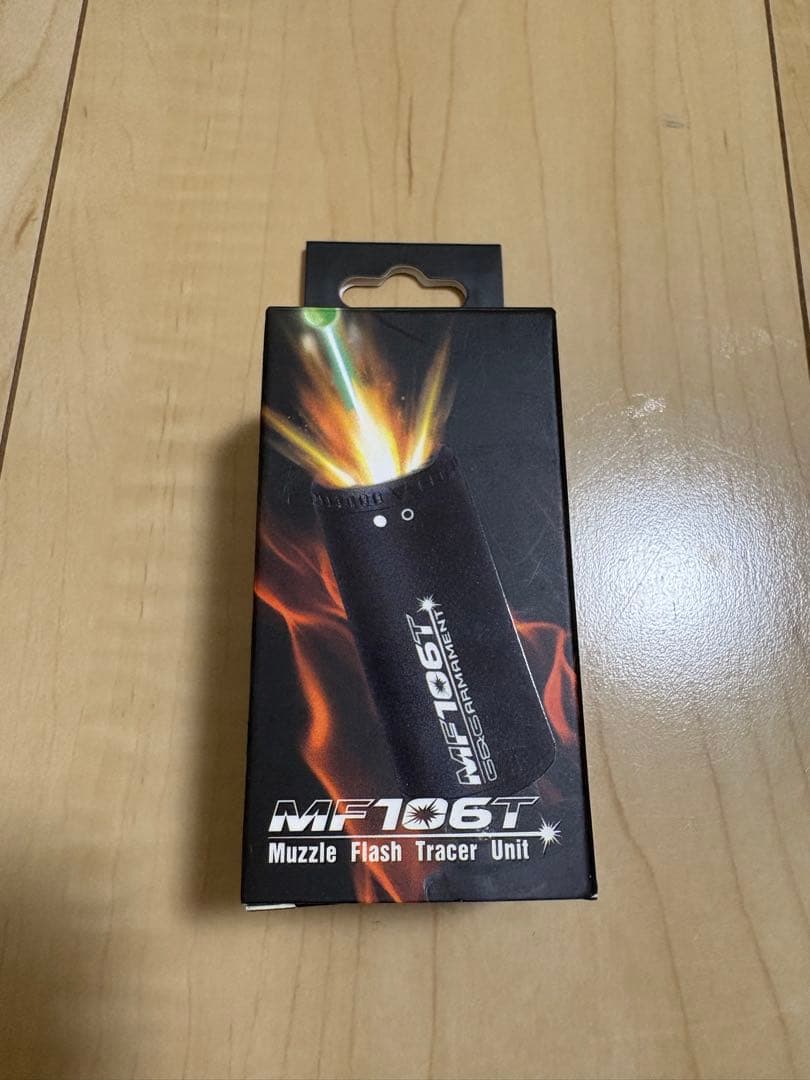 MF106T
G&G ARMAMENT
MF106T
Muzzle Flash Tracer Unit